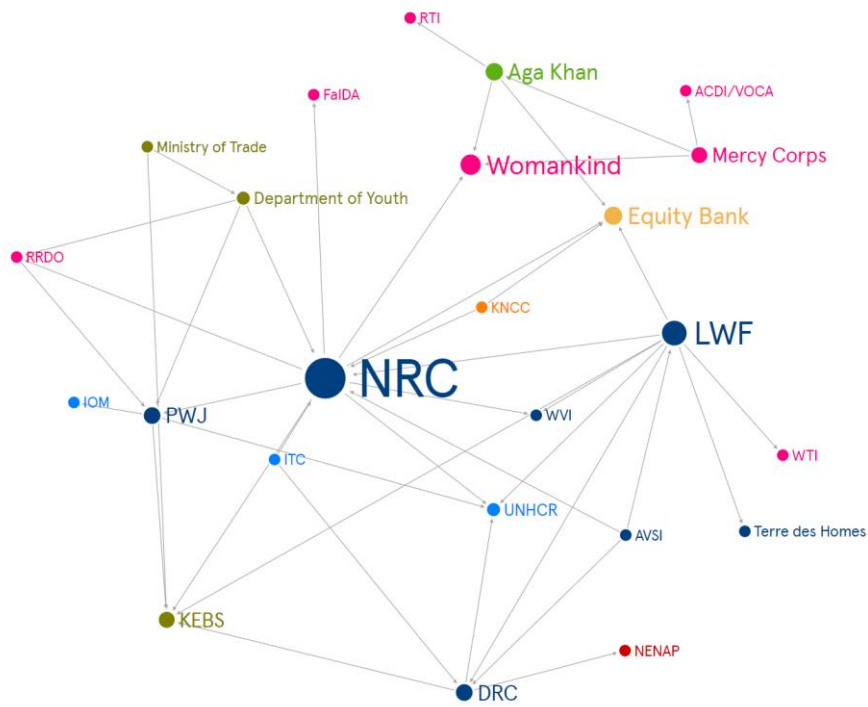 RTI
Aga Khan
FaIDA
ACDI/VOCA
Ministry of Trade
Mercy Corps
Womankind
Department of Youth
Equity Bank
RRDO
KNCC
LWF
NRC
IOM
PWJ
WVI
ITC
WTI
UNHCR
AVSI
Terre des Homes
KEBS
NENAP
DRC